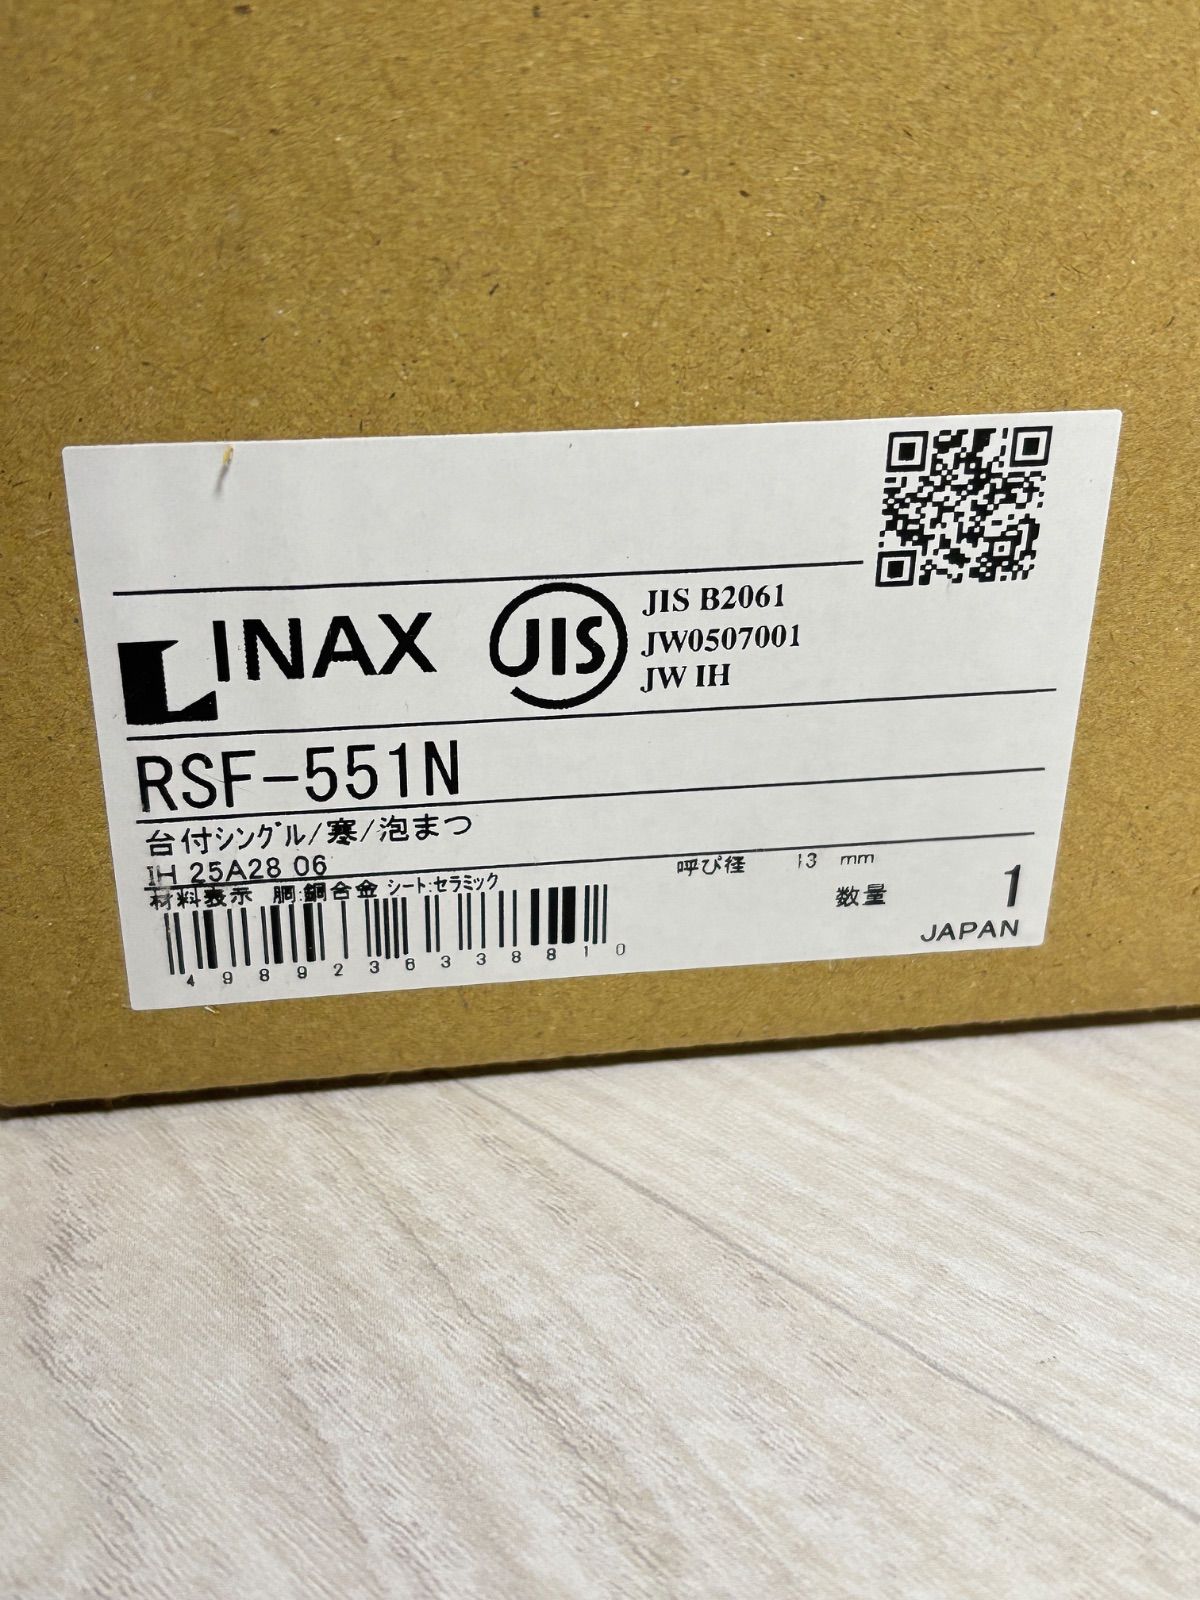 L INAX
JIS
JIS B2061
JW0507001
JW IH
RSF-551N
台付シングル/寒/泡まつ
IH 25A28 06
呼び径 13 mm
材料表示 胴:銅合金 シート:セラミック
数量 1
JAPAN
4989236338810